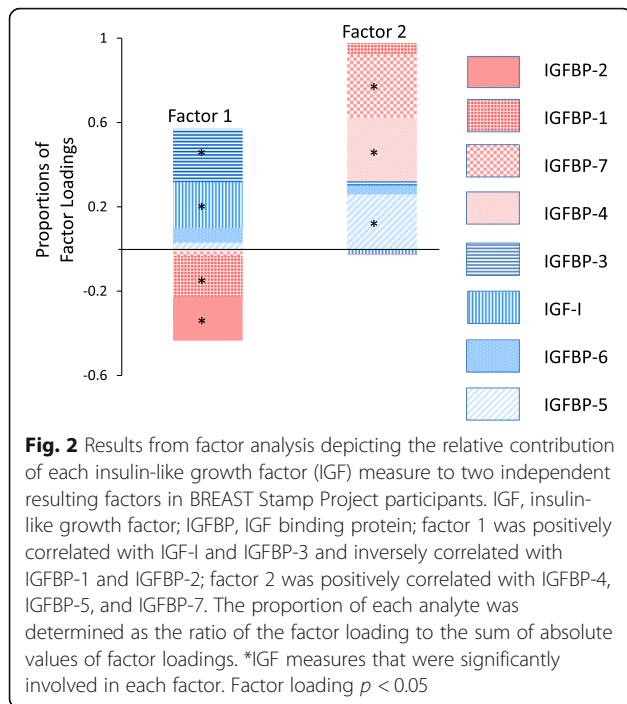 1
0.6
0.2
-0.2
-0.6
Proportions of
Factor Loadings
Factor 1
*
*
*
*
Factor 2
*
*
*
IGFBP-2
IGFBP-1
IGFBP-7
IGFBP-4
IGFBP-3
IGF-I
IGFBP-6
IGFBP-5
Fig. 2 Results from factor analysis depicting the relative contribution
of each insulin-like growth factor (IGF) measure to two independent
resulting factors in BREAST Stamp Project participants. IGF, insulin-
like growth factor; IGFBP, IGF binding protein; factor 1 was positively
correlated with IGF-I and IGFBP-3 and inversely correlated with
IGFBP-1 and IGFBP-2; factor 2 was positively correlated with IGFBP-4,
IGFBP-5, and IGFBP-7. The proportion of each analyte was
determined as the ratio of the factor loading to the sum of absolute
values of factor loadings. *IGF measures that were significantly
involved in each factor. Factor loading p < 0.05